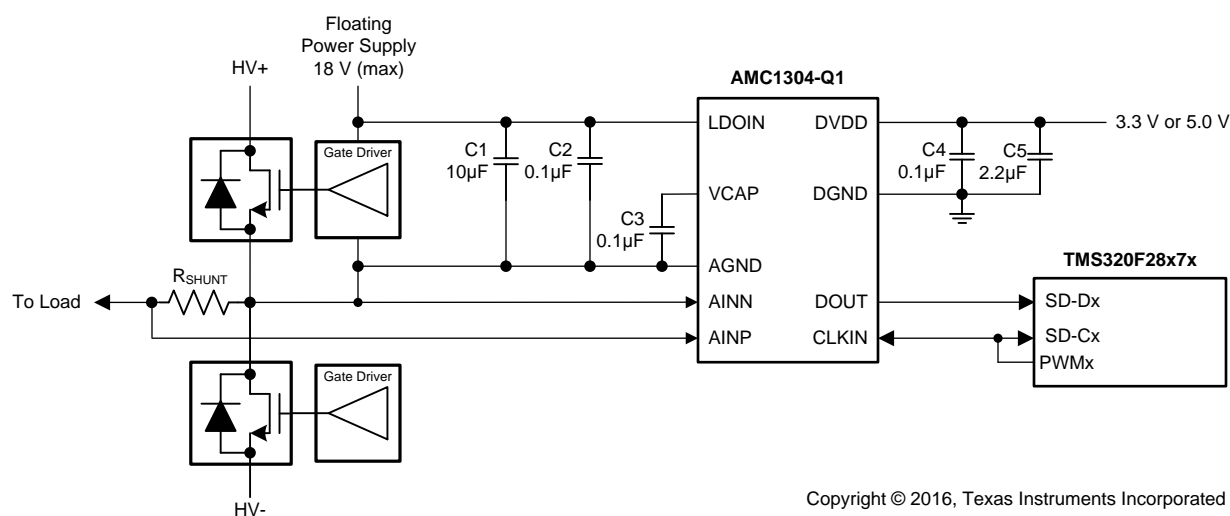 Floating
Power Supply
18 V (max)
HV+
AMC1304-Q1
LDOIN
DVDD
3.3 V or 5.0 V
Gate Driver
C1
10μF
C2
0.1μF
C4
0.1μF
C5
2.2μF
VCAP
DGND
C3
0.1μF
TMS320F28x7x
AGND
RSHUNT
To Load
AINN
DOUT
SD-Dx
AINP
CLKIN
SD-Cx
PWMx
Gate Driver
HV-
Copyright © 2016, Texas Instruments Incorporated